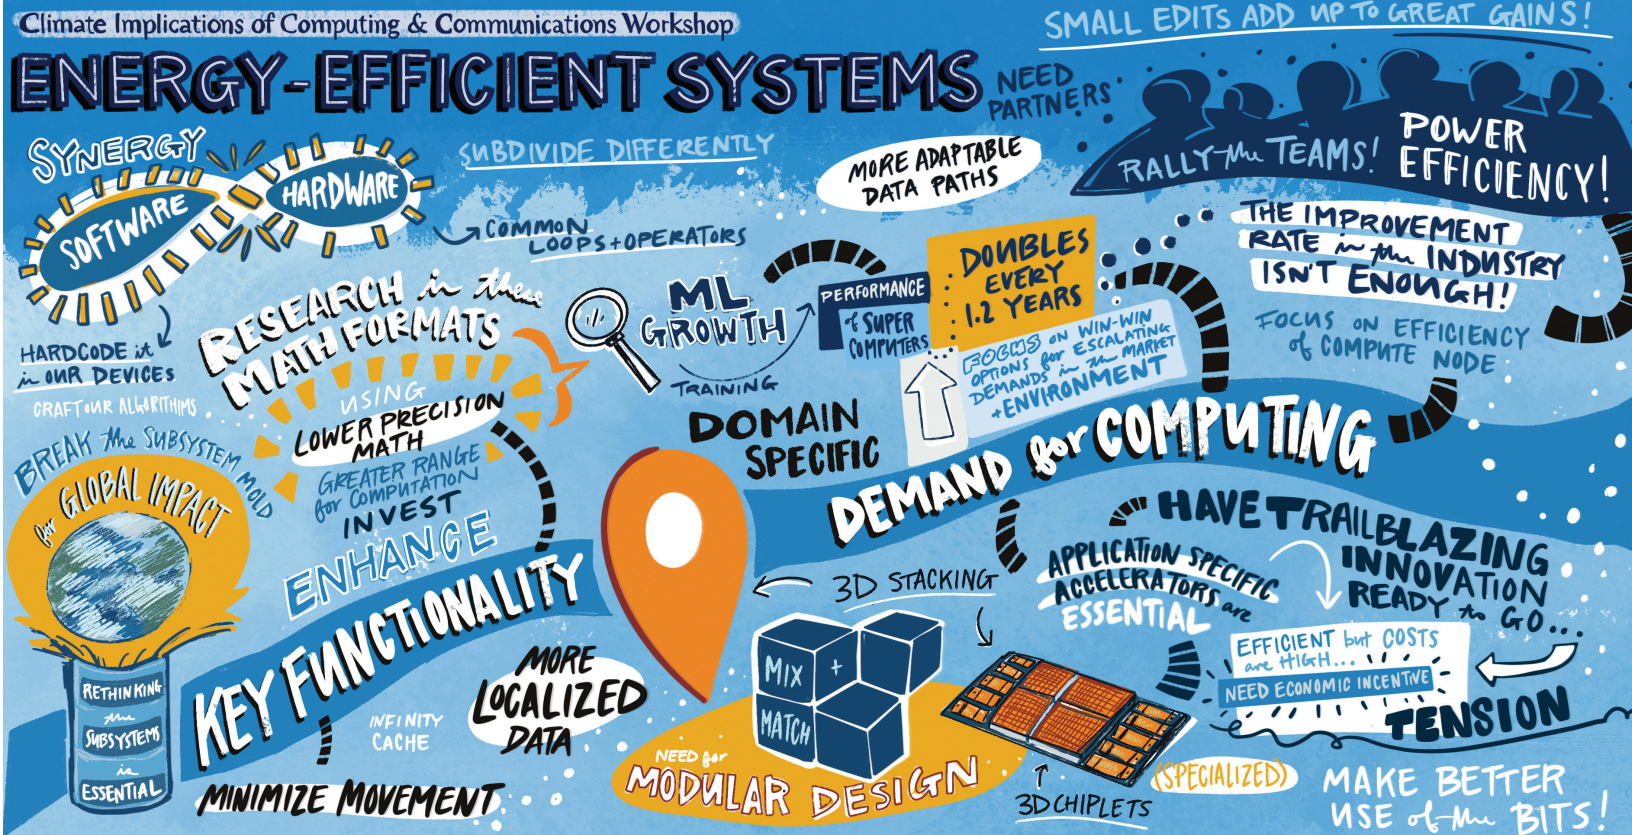 Climate Implications of Computing & Communications Workshop
ENERGY-EFFICIENT SYSTEMS
SMALL EDITS ADD UP TO GREAT GAINS!
NEED
PARTNERS
RALLY the TEAMS!
POWER
EFFICIENCY!
SYNERGY
SOFTWARE
HARDWARE
SUBDIVIDE DIFFERENTLY
COMMON
LOOPS + OPERATORS
MORE ADAPTABLE
DATA PATHS
HARDCODE it
in OUR DEVICES
CRAFT OUR ALGORITHIMS
RESEARCH in these
MATH FORMATS
USING
LOWER PRECISION
MATH
GREATER RANGE
for COMPUTATION
INVEST
ENHANCE
ML
GROWTH
TRAINING
PERFORMANCE
of SUPER
COMPUTERS
DOUBLES
EVERY
1.2 YEARS
FOCUS ON WIN-WIN
OPTIONS for ESCALATING
DEMANDS in the MARKET
+ ENVIRONMENT
THE IMPROVEMENT
RATE in the INDUSTRY
ISN'T ENOUGH!
FOCUS ON EFFICIENCY
of COMPUTE NODE
DOMAIN
SPECIFIC
DEMAND for COMPUTING
BREAK the SUBSYSTEM MOLD
for GLOBAL IMPACT
RETHINKING
the
SUBSYSTEMS
is
ESSENTIAL
KEY FUNCTIONALITY
INFINITY
CACHE
MINIMIZE MOVEMENT
MORE
LOCALIZED
DATA
3D STACKING
MIX +
MATCH
NEED for
MODULAR DESIGN
3D CHIPLETS
(SPECIALIZED)
APPLICATION SPECIFIC
ACCELERATORS are
ESSENTIAL
HAVE TRAILBLAZING
INNOVATION
READY to GO...
EFFICIENT but COSTS
are HIGH...
NEED ECONOMIC INCENTIVE
TENSION
MAKE BETTER
USE of the BITS!